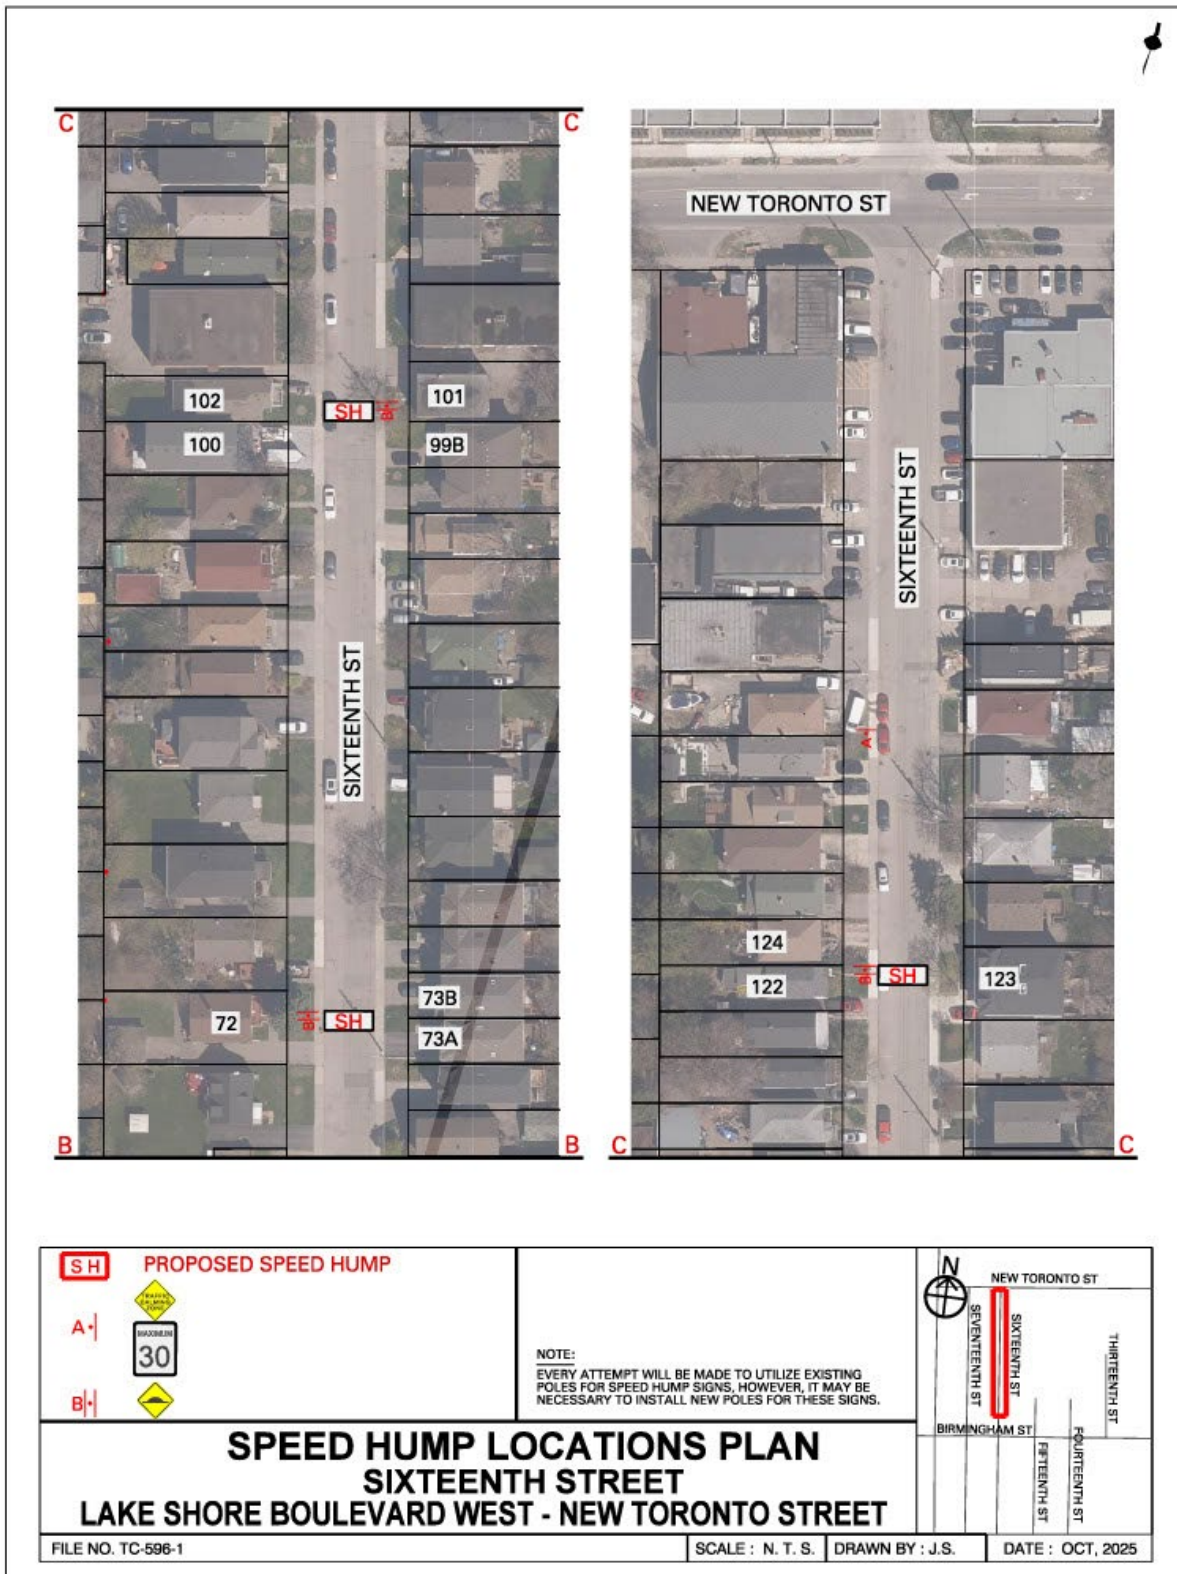 C
C
NEW TORONTO ST
102
SH
B
101
100
99B
SIXTEENTH ST
SIXTEENTH ST
A
124
B
SH
122
123
73B
72
B
SH
73A
B
B
C
C
SH
PROPOSED SPEED HUMP
TRAFFIC
CALMING
ZONE
A
MAXIMUM
30
B
NOTE:
EVERY ATTEMPT WILL BE MADE TO UTILIZE EXISTING
POLES FOR SPEED HUMP SIGNS, HOWEVER, IT MAY BE
NECESSARY TO INSTALL NEW POLES FOR THESE SIGNS.
N
NEW TORONTO ST
SEVENTEENTH ST
SIXTEENTH ST
THIRTEENTH ST
BIRMINGHAM ST
FIFTEENTH ST
FOURTEENTH ST
SPEED HUMP LOCATIONS PLAN
SIXTEENTH STREET
LAKE SHORE BOULEVARD WEST - NEW TORONTO STREET
FILE NO. TC-596-1
SCALE : N. T. S.
DRAWN BY : J.S.
DATE : OCT, 2025